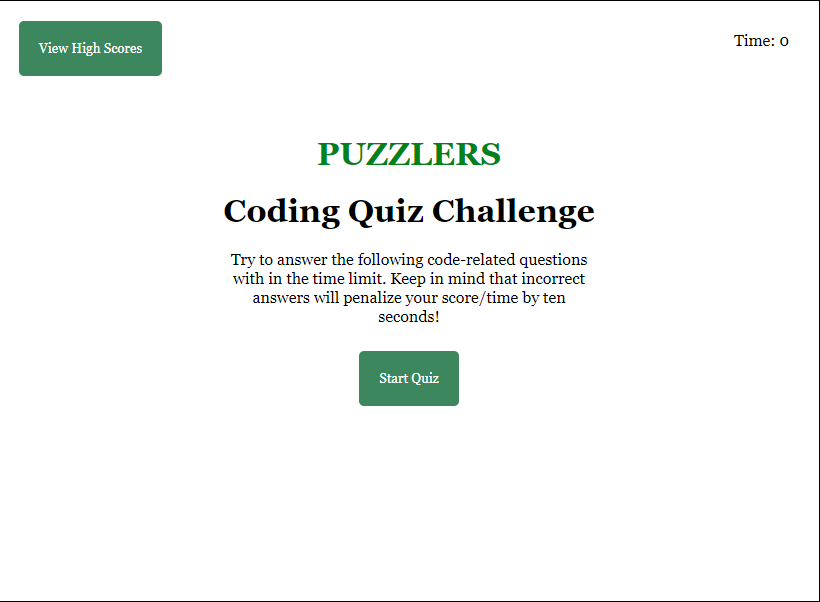 View High Scores
Time: 0
PUZZLERS
Coding Quiz Challenge
Try to answer the following code-related questions
with in the time limit. Keep in mind that incorrect
answers will penalize your score/time by ten
seconds!
Start Quiz